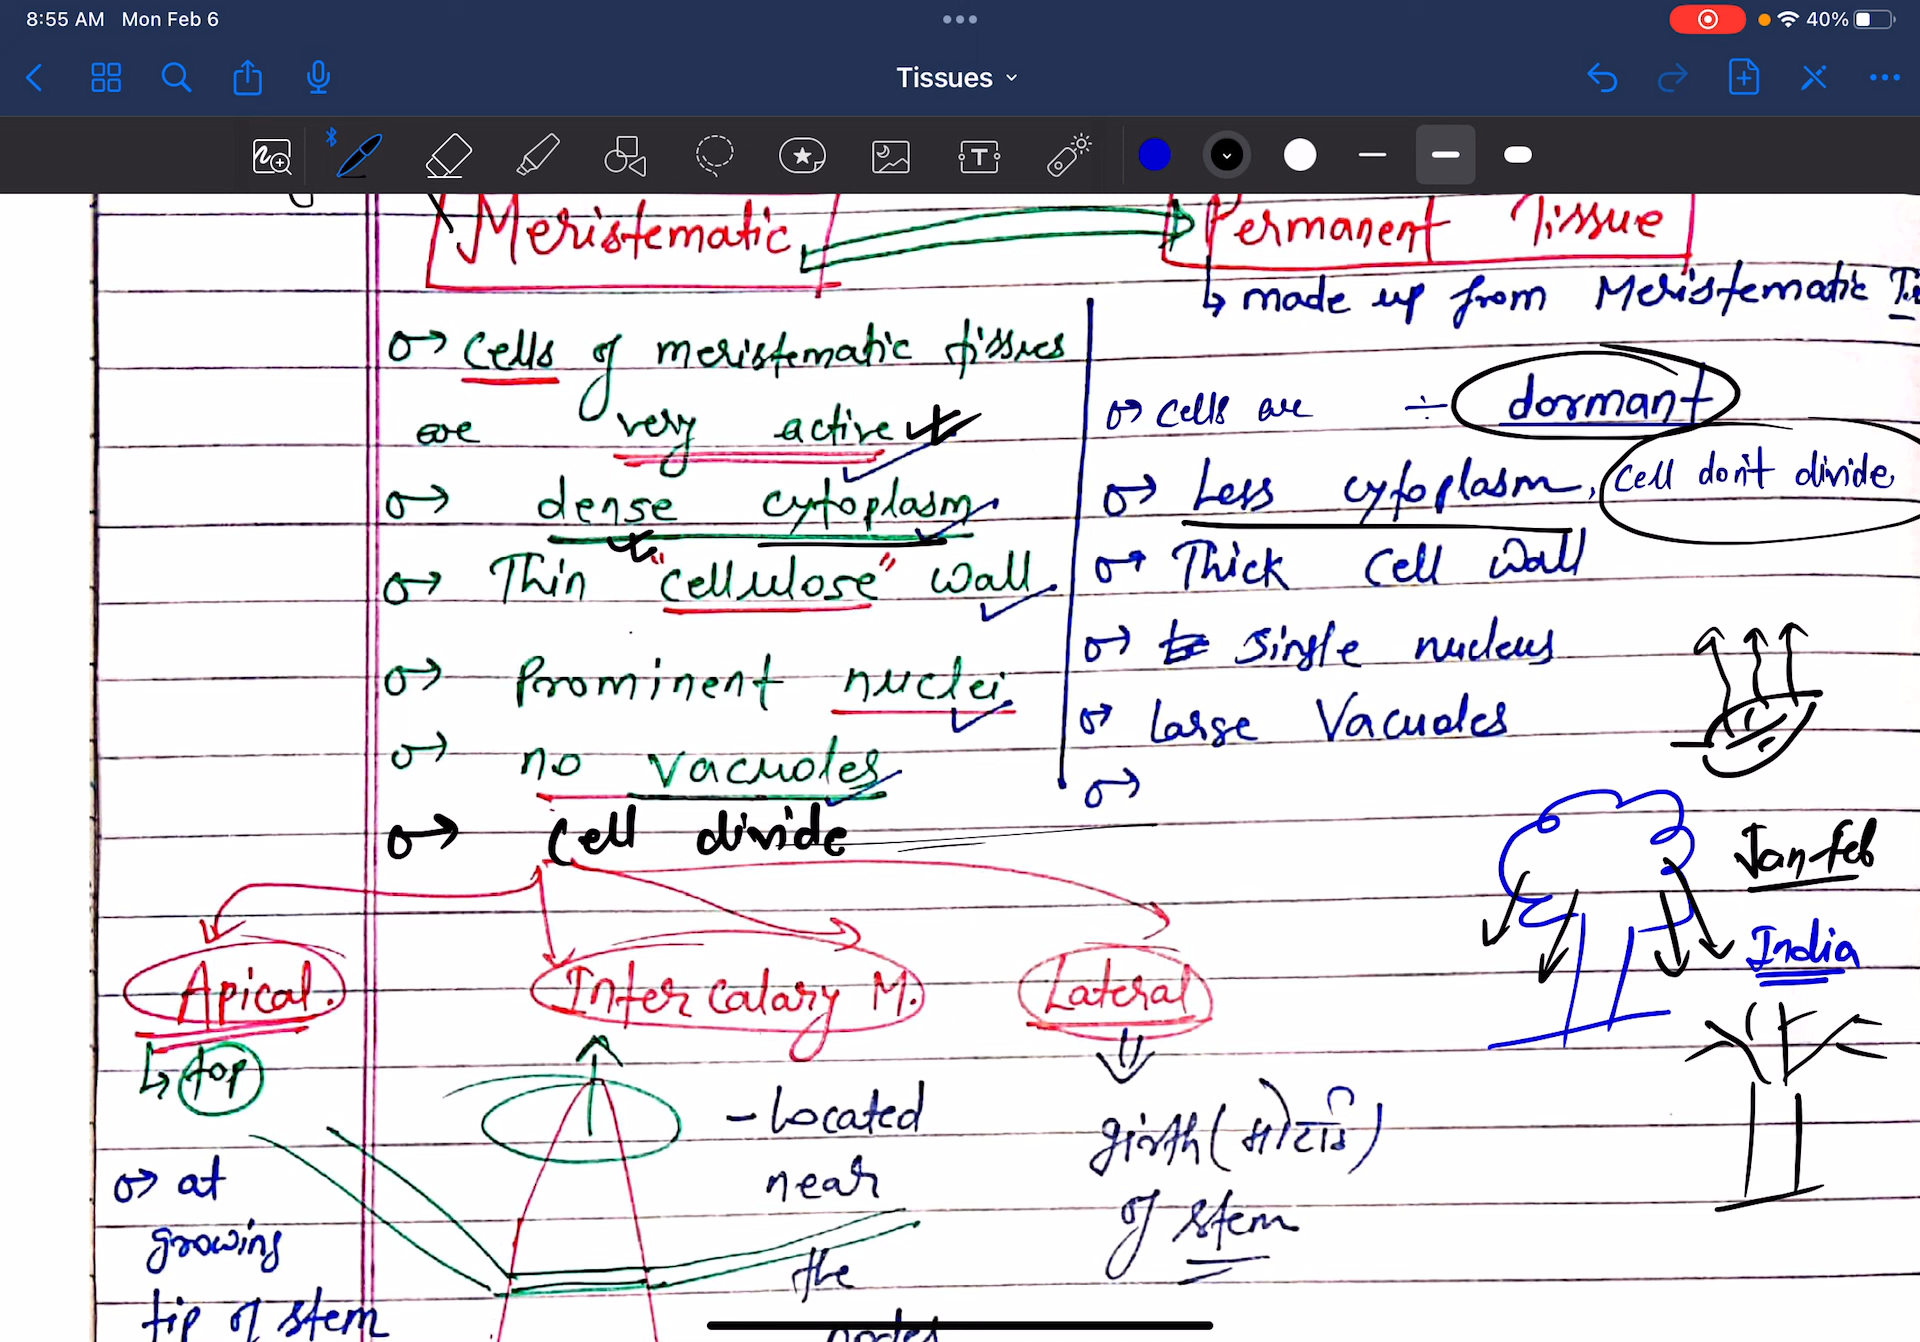 8:55 AM Mon Feb 6
40%
Tissues
T
Meristematic
Permanent Tissue
made up from Meristematic
Cells of meristematic tissues
are very active
dense cytoplasm
Thin "cellulose" wall
Prominent nuclei
no vacuoles
Cell divide
cells are ÷ dormant
Less cytoplasm, Cell don't divide
Thick Cell Wall
Single nucleus
Large Vacuoles
Jan-Feb
India
Apical.
top
at
growing
tip of stem
Inter calary M.
- Located
near
the
nodes
Lateral
girth (मोटाई)
of stem